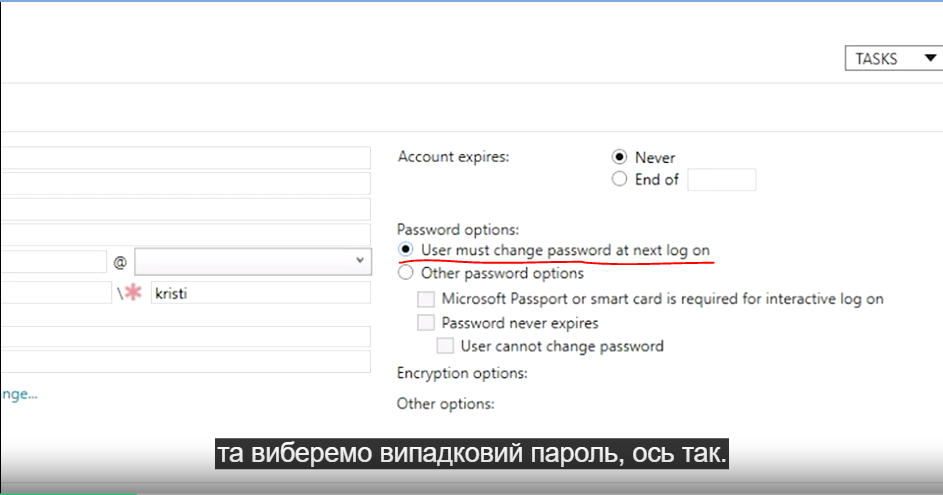 TASKS
Account expires:
Never
End of
Password options:
User must change password at next log on
@
Other password options
\* kristi
Microsoft Passport or smart card is required for interactive log on
Password never expires
User cannot change password
Encryption options:
nge...
Other options:
та виберемо випадковий пароль, ось так.